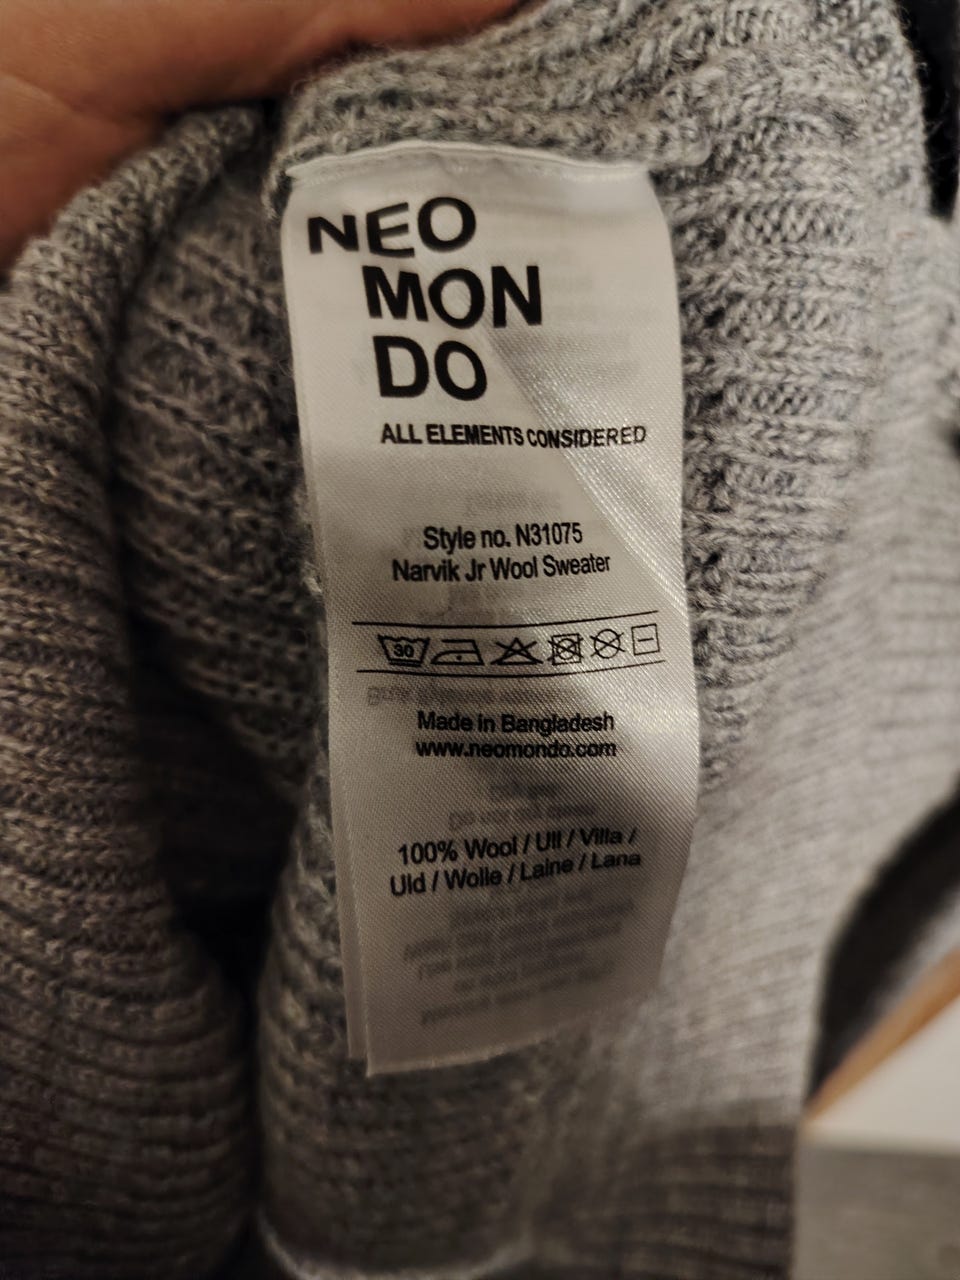 NEO
MON
DO
ALL ELEMENTS CONSIDERED
Style no. N31075
Narvik Jr Wool Sweater
30
Made in Bangladesh
www.neomondo.com
100% Wool / Ull / Villa /
Uld / Wolle / Laine / Lana